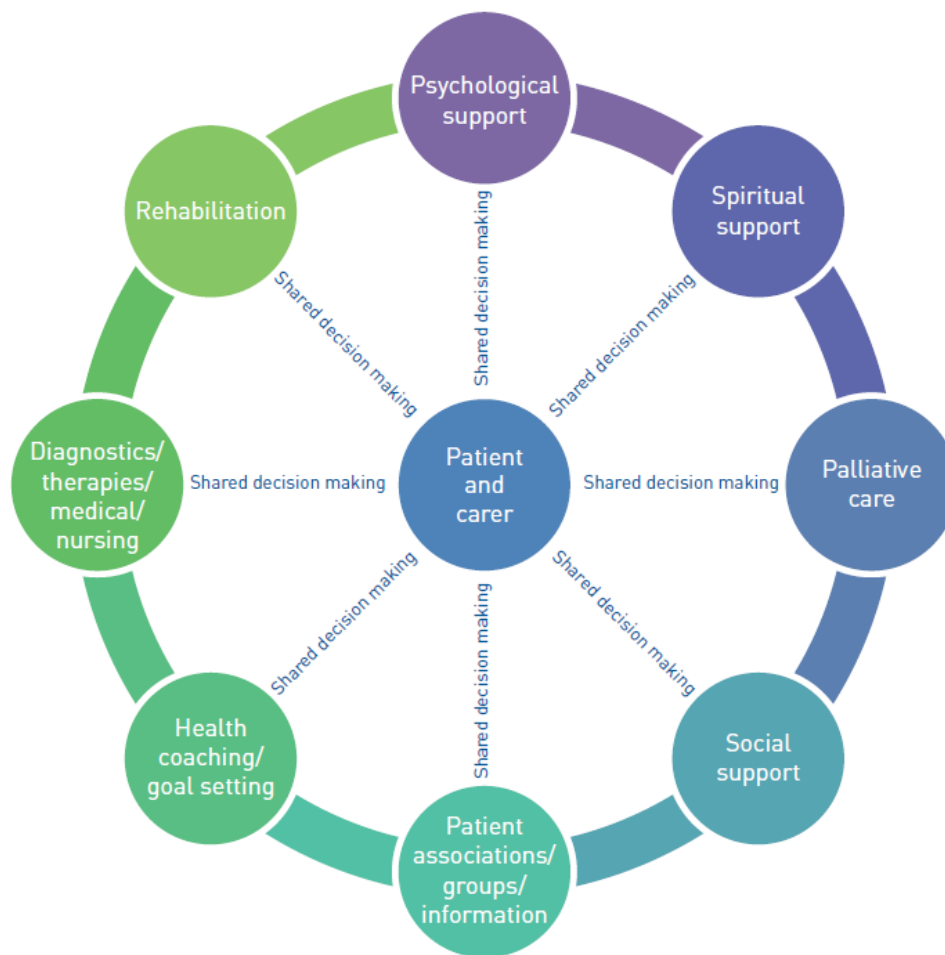 Psychological
support
Spiritual
support
Palliative
care
Social
support
Patient
associations/
groups/
information
Health
coaching/
goal setting
Diagnostics/
therapies/
medical/
nursing
Rehabilitation
Patient
and
carer
Shared decision making
Shared decision making
Shared decision making
Shared decision making
Shared decision making
Shared decision making
Shared decision making
Shared decision making